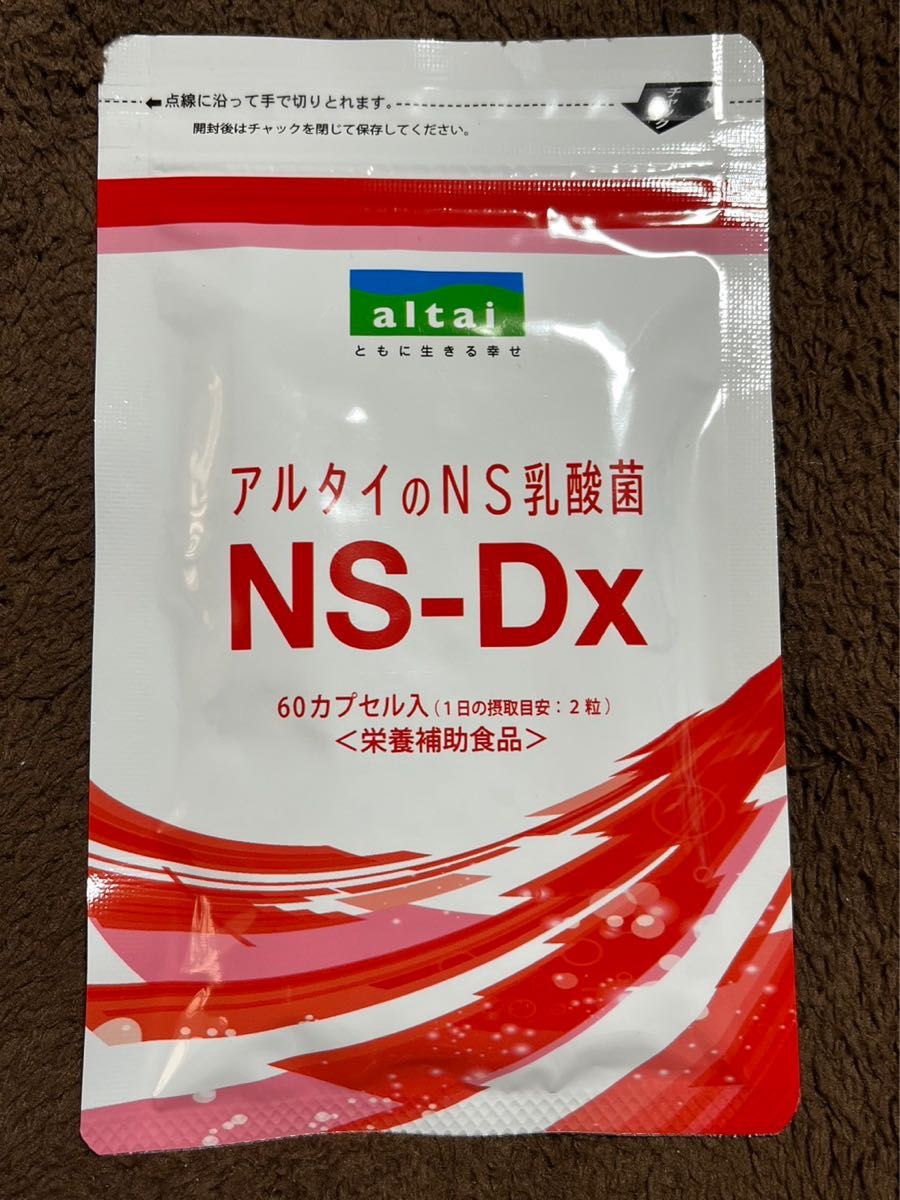 点線に沿って手で切りとれます。
開封後はチャックを閉じて保存してください。
チャック
altai
ともに生きる幸せ
アルタイのNS乳酸菌
NS-Dx
60カプセル入(1日の摂取目安:2粒)
<栄養補助食品>